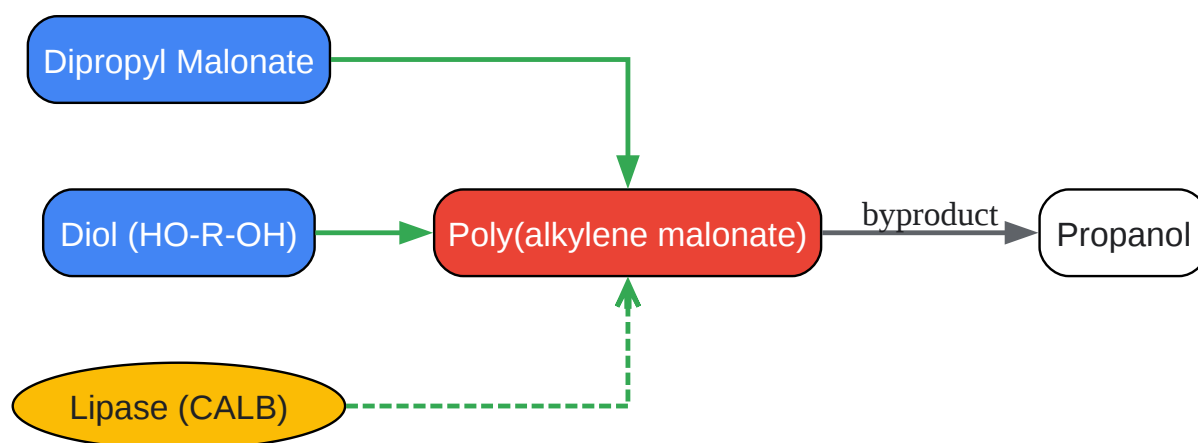 Dipropyl Malonate
Diol (HO-R-OH)
Poly(alkylene malonate)
byproduct
Propanol
Lipase (CALB)